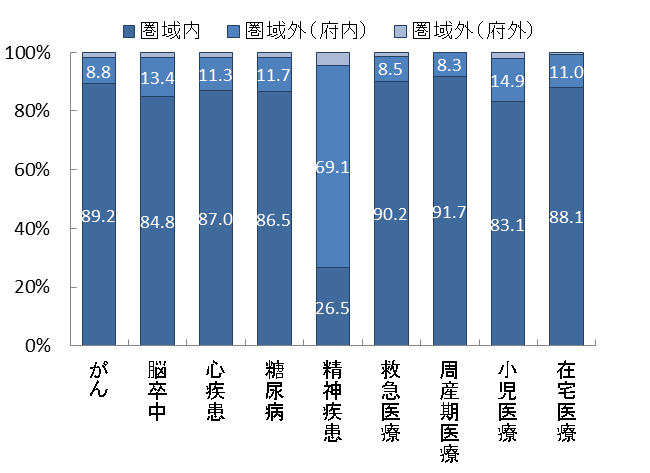 圏域内 圏域外（府内） 圏域外（府外）
100%
80%
60%
40%
20%
0%
8.8 13.4 11.3 11.7 69.1 8.5 8.3 14.9 11.0
89.2 84.8 87.0 86.5 26.5 90.2 91.7 83.1 88.1
がん
脳卒中
心疾患
糖尿病
精神疾患
救急医療
周産期医療
小児医療
在宅医療